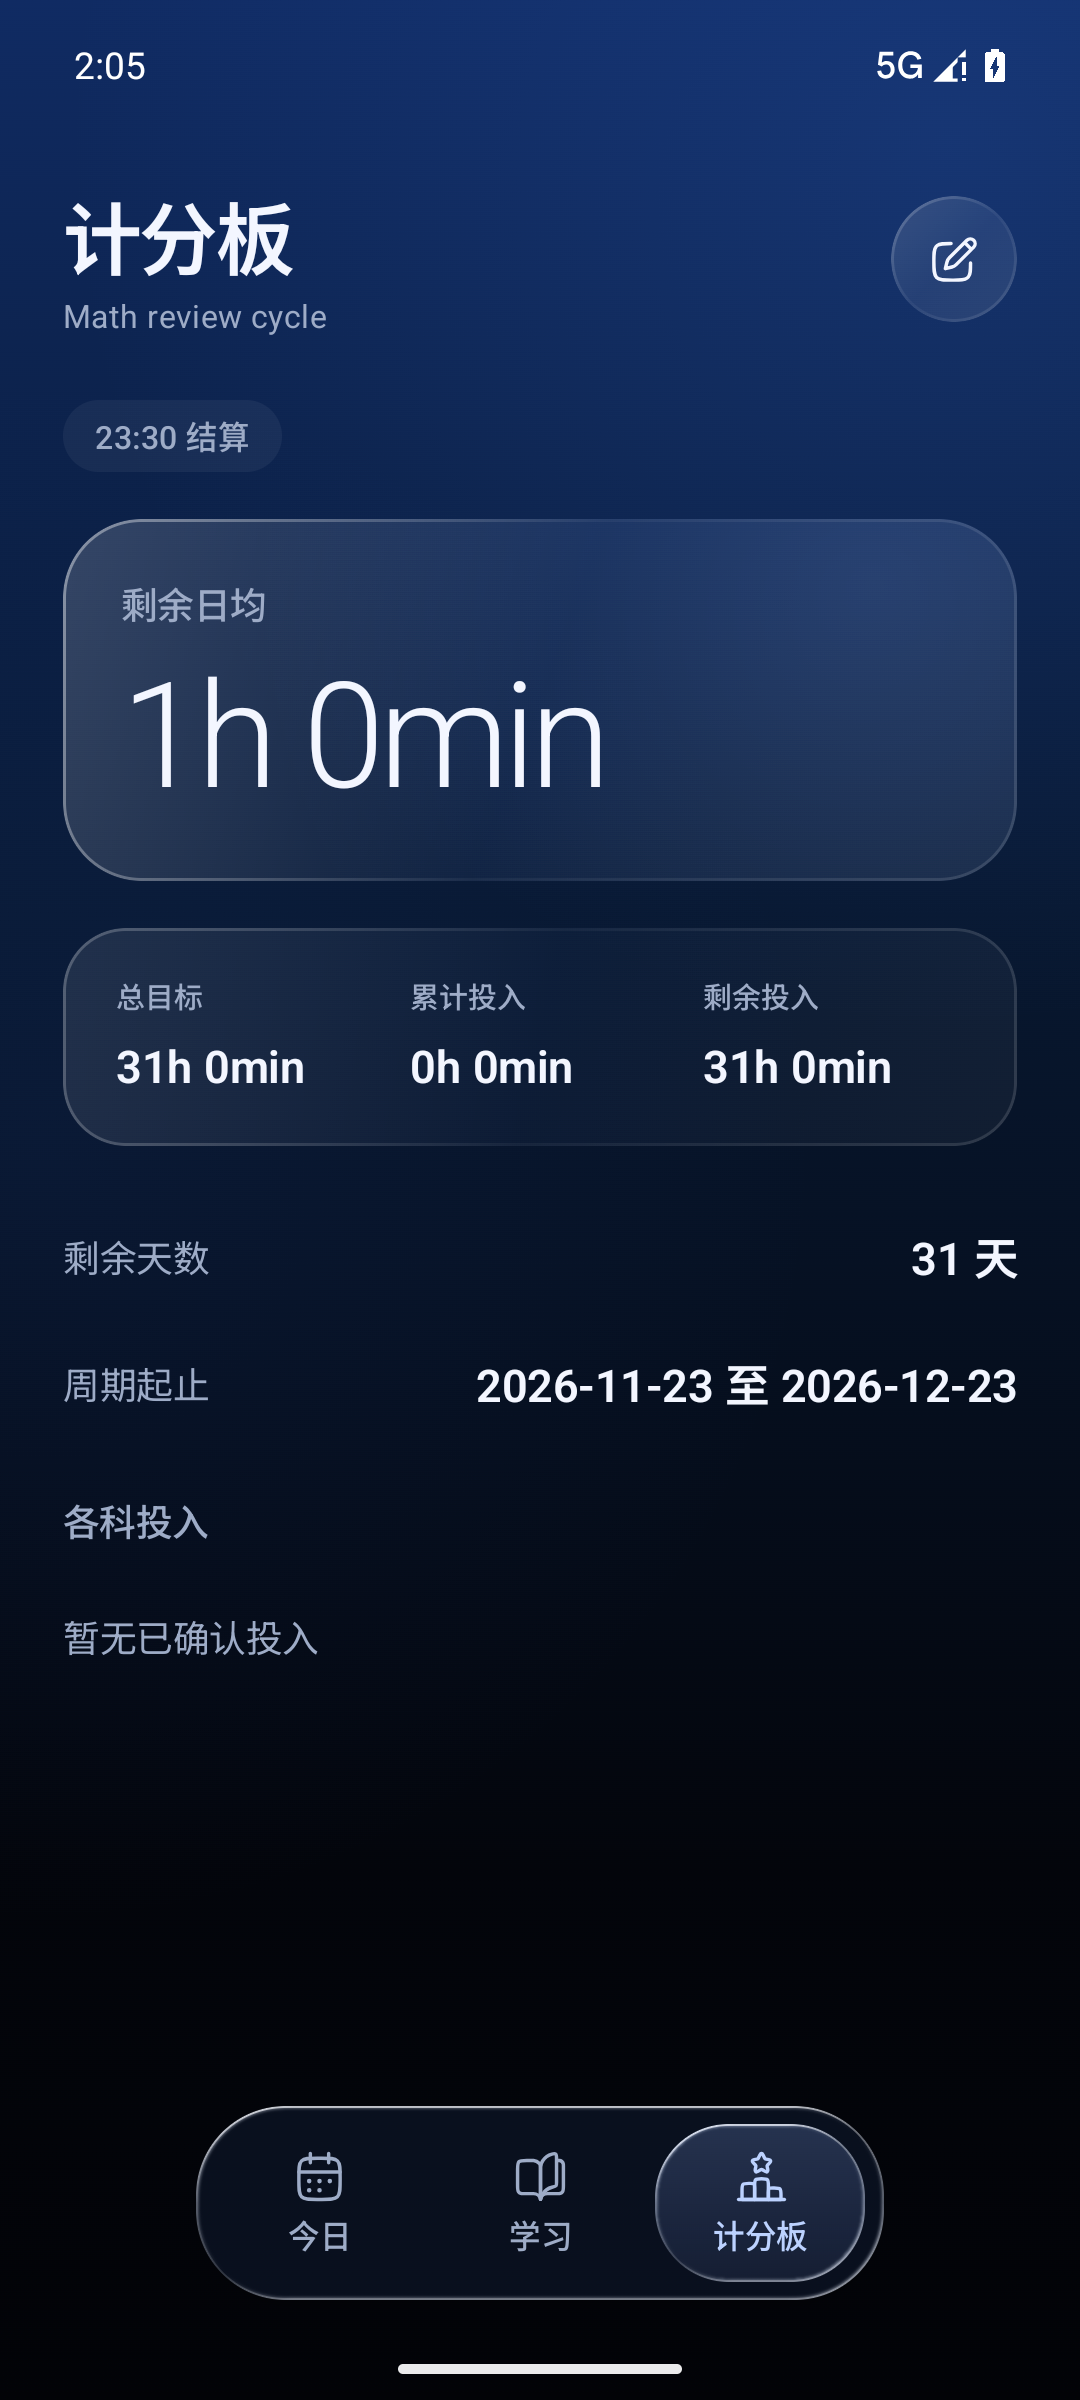 2:05
5G
计分板
Math review cycle
23:30 结算
剩余日均
1h 0min
总目标 累计投入 剩余投入
31h 0min 0h 0min 31h 0min
剩余天数 31 天
周期起止 2026-11-23 至 2026-12-23
各科投入
暂无已确认投入
今日 学习 计分板